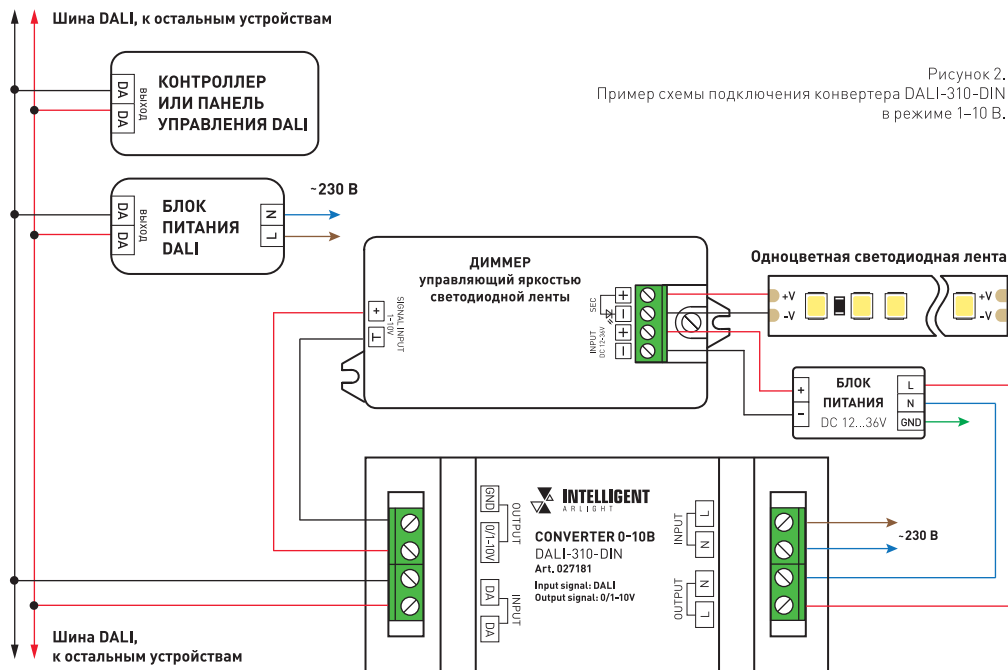 Шина DALI, к остальным устройствам
DA
DA
ВЫХОД
КОНТРОЛЛЕР
ИЛИ ПАНЕЛЬ
УПРАВЛЕНИЯ DALI
Рисунок 2.
Пример схемы подключения конвертера DALI-310-DIN
в режиме 1–10 В.
DA
DA
ВЫХОД
БЛОК
ПИТАНИЯ
DALI
N
L
~230 В
ДИММЕР
управляющий яркостью
светодиодной ленты
+
T
SIGNAL INPUT
1-10V
SEC
INPUT
DC 12-36V
+
−
+
−
Одноцветная светодиодная лента
+V
-V
+V
-V
+
−
БЛОК
ПИТАНИЯ
DC 12...36V
L
N
GND
GND
0/1-10V
OUTPUT
DA
DA
INPUT
INTELLIGENT
ARLIGHT
CONVERTER 0-10В
DALI-310-DIN
Art. 027181
Input signal: DALI
Output signal: 0/1-10V
INPUT
L
N
OUTPUT
N
L
~230 В
Шина DALI,
к остальным устройствам